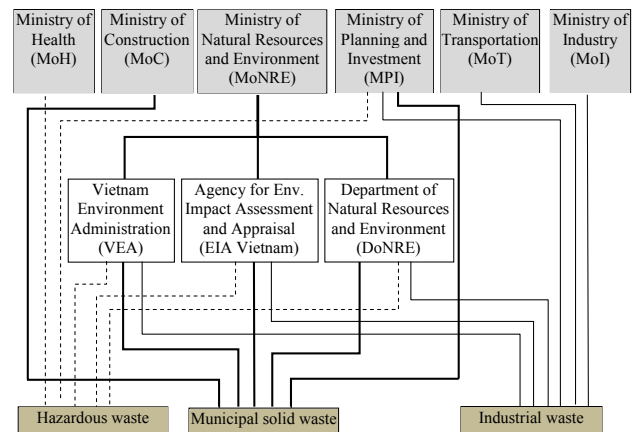 Ministry of
Health
(MoH)
Ministry of
Construction
(MoC)
Ministry of
Natural Resources
and Environment
(MoNRE)
Ministry of
Planning and
Investment
(MPI)
Ministry of
Transportation
(MoT)
Ministry of
Industry
(MoI)
Vietnam
Environment
Administration
(VEA)
Agency for Env.
Impact Assessment
and Appraisal
(EIA Vietnam)
Department of
Natural Resources
and Environment
(DoNRE)
Hazardous waste
Municipal solid waste
Industrial waste